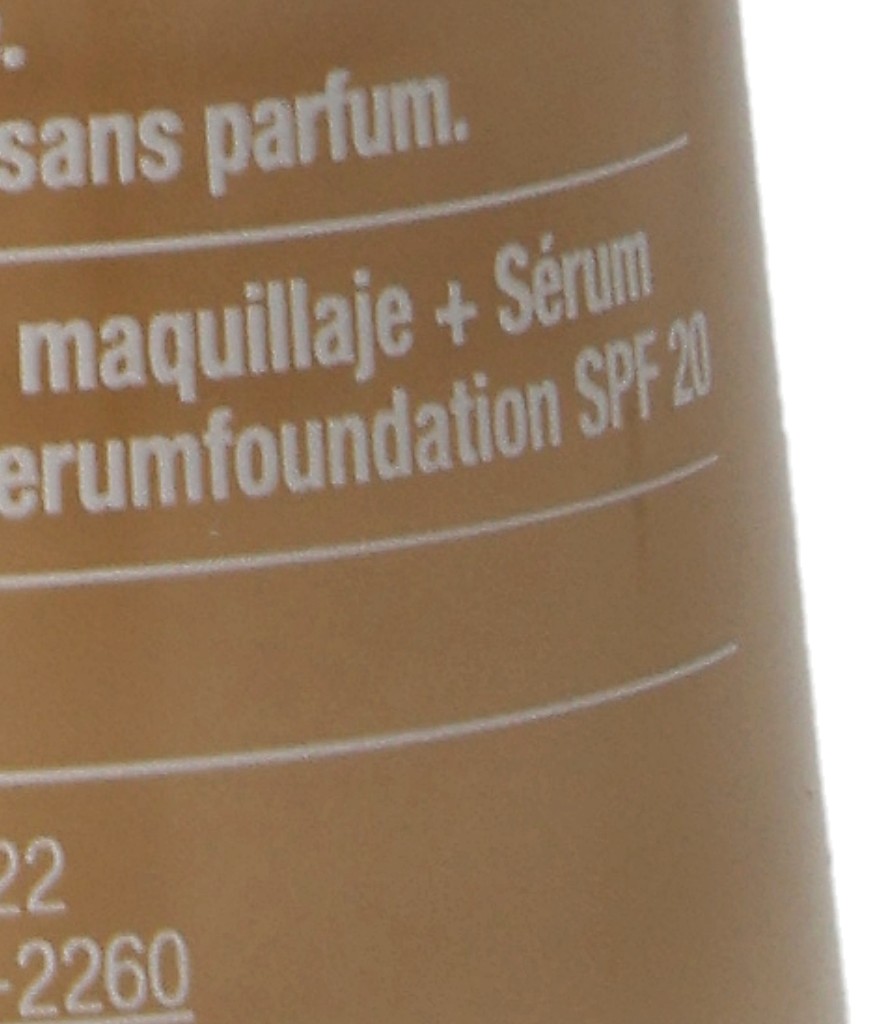 sans parfum.
maquillaje + Sérum
erumfoundation SPF 20
22
-2260